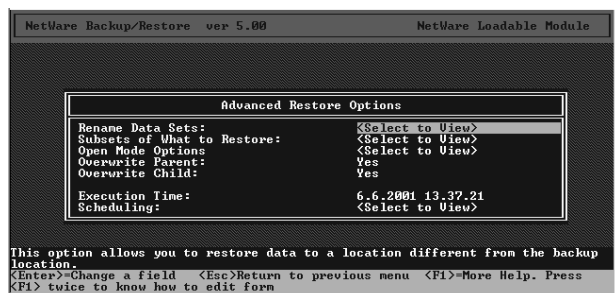 NetWare Backup/Restore ver 5.00 NetWare Loadable Module
Advanced Restore Options
Rename Data Sets: <Select to View>
Subsets of What to Restore: <Select to View>
Open Mode Options <Select to View>
Overwrite Parent: Yes
Overwrite Child: Yes
Execution Time: 6.6.2001 13.37.21
Scheduling: <Select to View>
This option allows you to restore data to a location different from the backup
location.
<Enter>=Change a field <Esc>Return to previous menu <F1>=More Help. Press
<F1> twice to know how to edit form